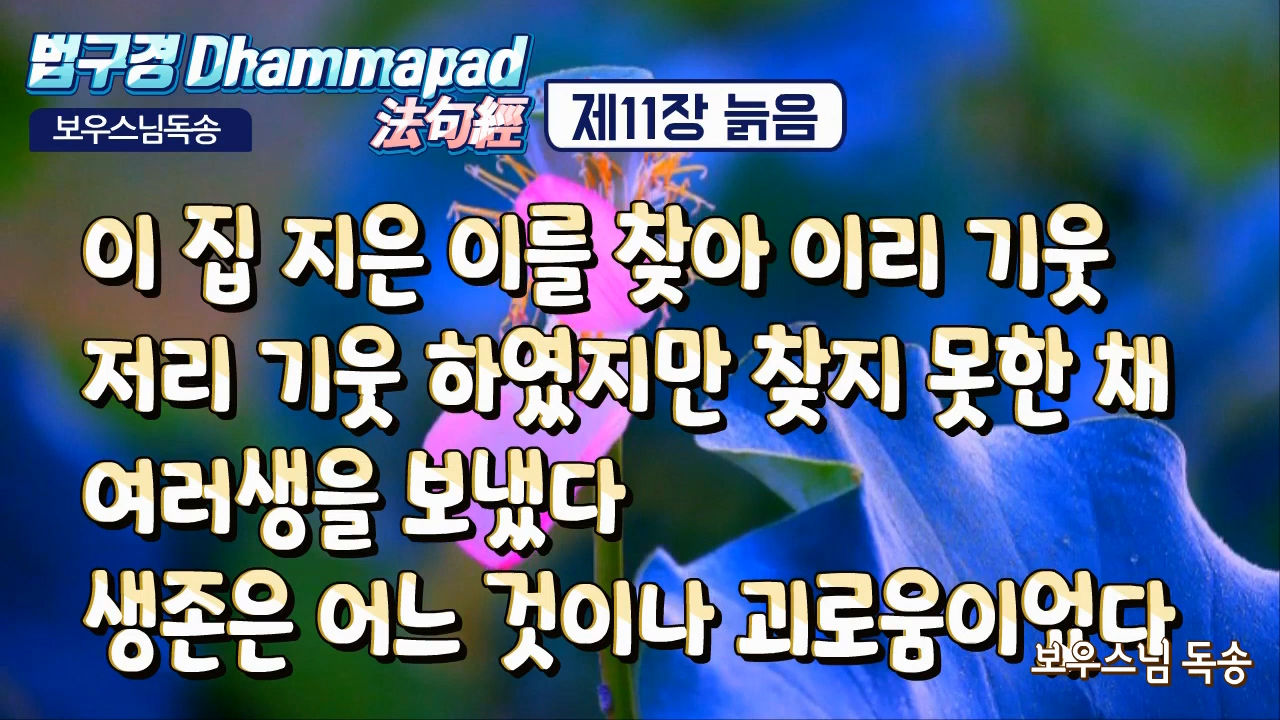 법구경 Dhammapad
法句經
보우스님독송
제11장 늙음
이 집 지은 이를 찾아 이리 기웃
저리 기웃 하였지만 찾지 못한 채
여러생을 보냈다
생존은 어느 것이나 괴로움이었다
보우스님 독송